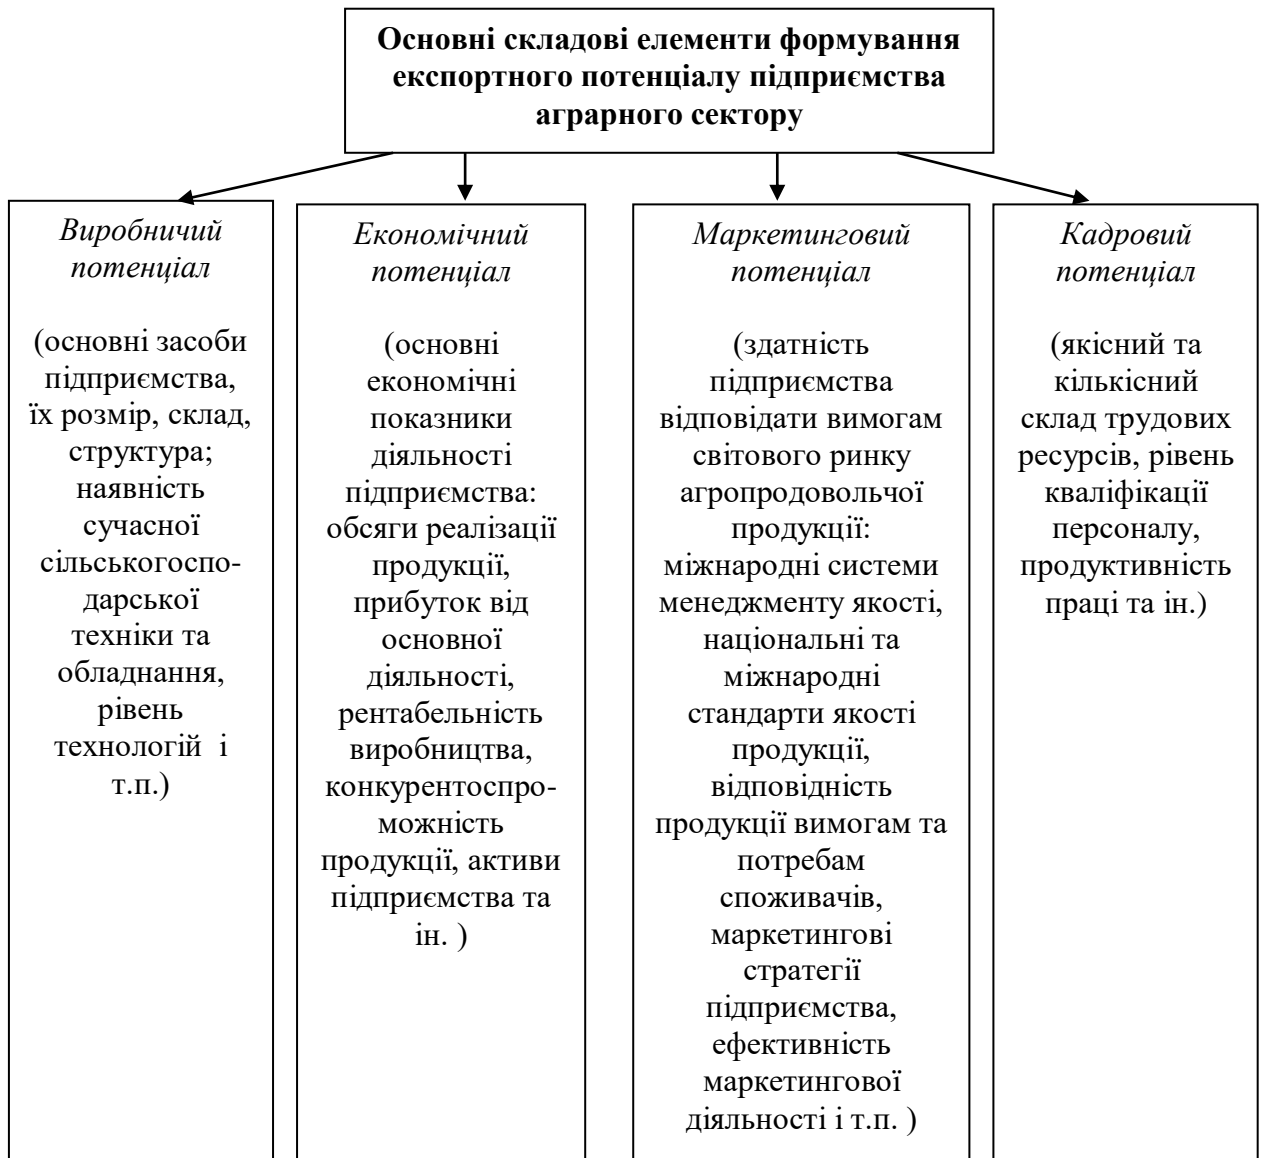 Основні складові елементи формування
експортного потенціалу підприємства
аграрного сектору
Виробничий
потенціал
(основні засоби
підприємства,
їх розмір, склад,
структура;
наявність
сучасної
сільськогоспо-
дарської
техніки та
обладнання,
рівень
технологій і
т.п.)
Економічний
потенціал
(основні
економічні
показники
діяльності
підприємства:
обсяги реалізації
продукції,
прибуток від
основної
діяльності,
рентабельність
виробництва,
конкурентоспро-
можність
продукції, активи
підприємства та
ін. )
Маркетинговий
потенціал
(здатність
підприємства
відповідати вимогам
світового ринку
агропродовольчої
продукції:
міжнародні системи
менеджменту якості,
національні та
міжнародні
стандарти якості
продукції,
відповідність
продукції вимогам та
потребам
споживачів,
маркетингові
стратегії
підприємства,
ефективність
маркетингової
діяльності і т.п. )
Кадровий
потенціал
(якісний та
кількісний
склад трудових
ресурсів, рівень
кваліфікації
персоналу,
продуктивність
праці та ін.)